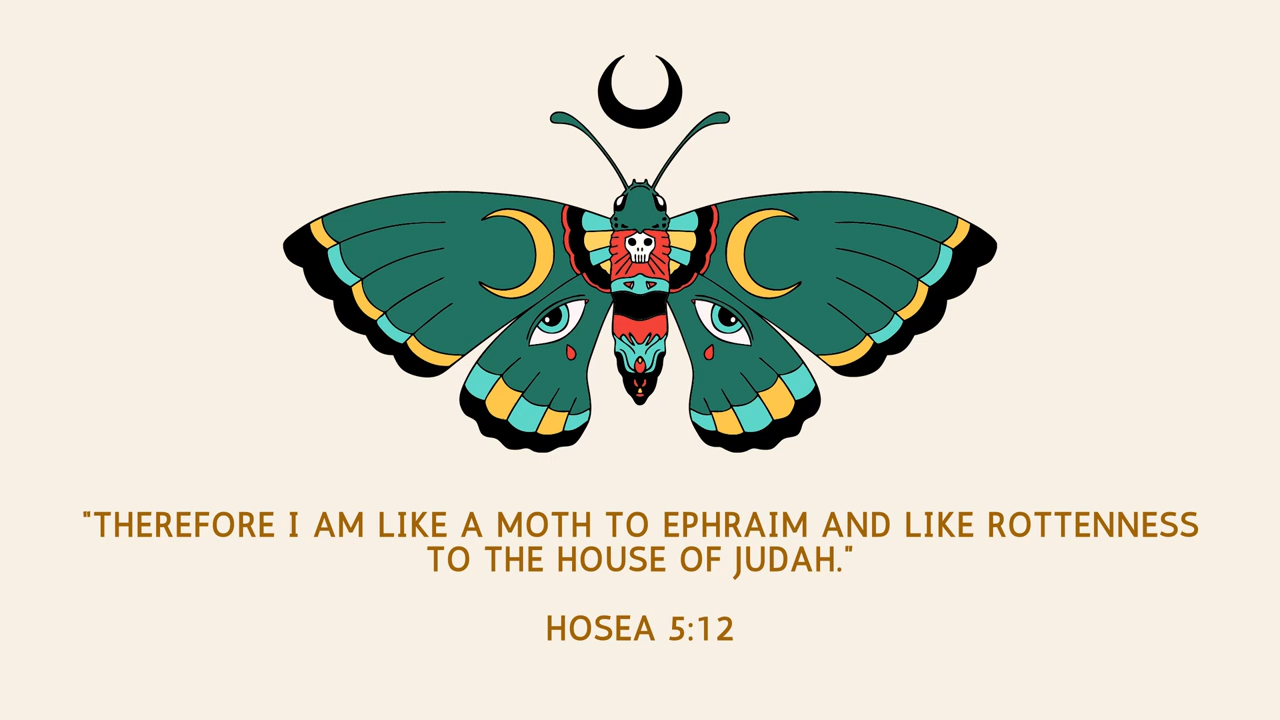 "THEREFORE I AM LIKE A MOTH TO EPHRAIM AND LIKE ROTTENNESS
TO THE HOUSE OF JUDAH."
HOSEA 5:12